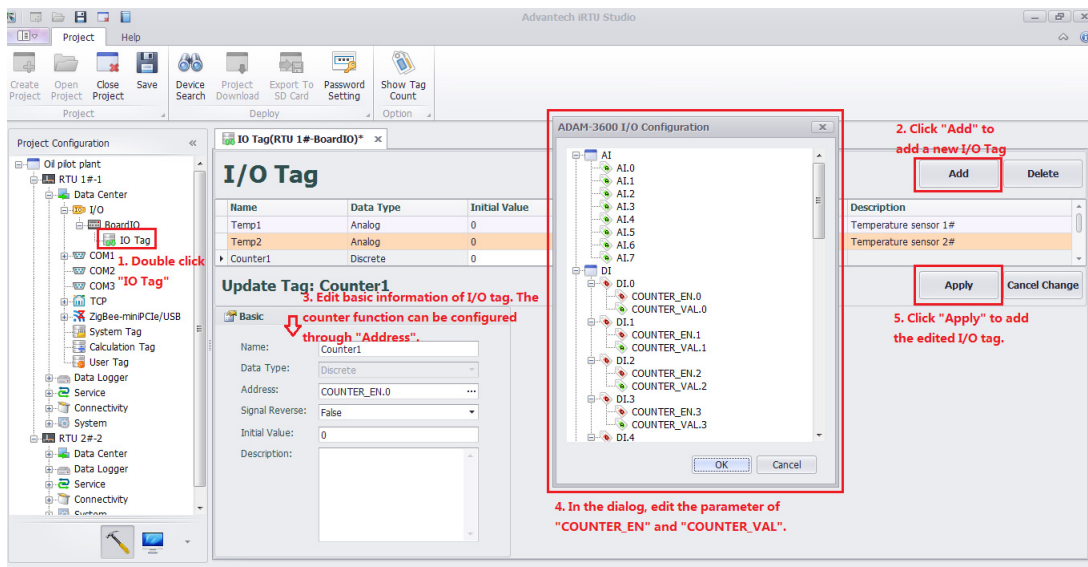 Advantech iRTU Studio
Project Help
Create Project
Open Project
Close Project
Save
Device Search
Project Download
Export To SD Card
Password Setting
Show Tag Count
Project
Deploy
Option
Project Configuration
Oil pilot plant
RTU 1#-1
Data Center
I/O
BoardIO
IO Tag
COM1
COM2
COM3
TCP
ZigBee-miniPCIe/USB
System Tag
Calculation Tag
User Tag
Data Logger
Service
Connectivity
System
RTU 2#-2
Data Center
Data Logger
Service
Connectivity
System
1. Double click
"IO Tag"
IO Tag(RTU 1#-BoardIO)*
I/O Tag
Name Data Type Initial Value Description
Temp1 Analog 0 Temperature sensor 1#
Temp2 Analog 0 Temperature sensor 2#
Counter1 Discrete 0
2. Click "Add" to
add a new I/O Tag
Add Delete
Apply Cancel Change
5. Click "Apply" to add
the edited I/O tag.
Update Tag: Counter1
3. Edit basic information of I/O tag. The
counter function can be configured
through "Address".
Basic
Name: Counter1
Data Type: Discrete
Address: COUNTER_EN.0 ...
Signal Reverse: False
Initial Value: 0
Description:
ADAM-3600 I/O Configuration
AI
AI.0
AI.1
AI.2
AI.3
AI.4
AI.5
AI.6
AI.7
DI
DI.0
COUNTER_EN.0
COUNTER_VAL.0
DI.1
COUNTER_EN.1
COUNTER_VAL.1
DI.2
COUNTER_EN.2
COUNTER_VAL.2
DI.3
COUNTER_EN.3
COUNTER_VAL.3
DI.4
OK Cancel
4. In the dialog, edit the parameter of
"COUNTER_EN" and "COUNTER_VAL".